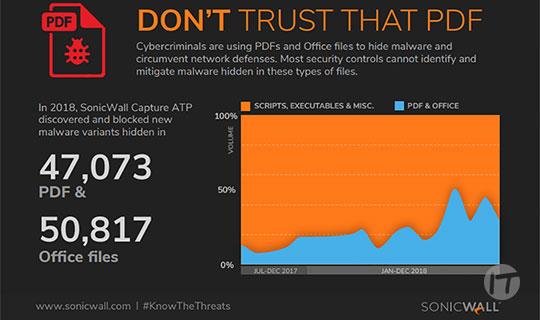 PDF
DON'T TRUST THAT PDF
Cybercriminals are using PDFs and Office files to hide malware and
circumvent network defenses. Most security controls cannot identify and
mitigate malware hidden in these types of files.
In 2018, SonicWall Capture ATP
discovered and blocked new
malware variants hidden in
47,073
PDF &
50,817
Office files
SCRIPTS, EXECUTABLES & MISC.
PDF & OFFICE
100%
VOLUME
50%
0%
JUL-DEC 2017
JAN-DEC 2018
www.sonicwall.com | #KnowTheThreats
SONICWALL
IT